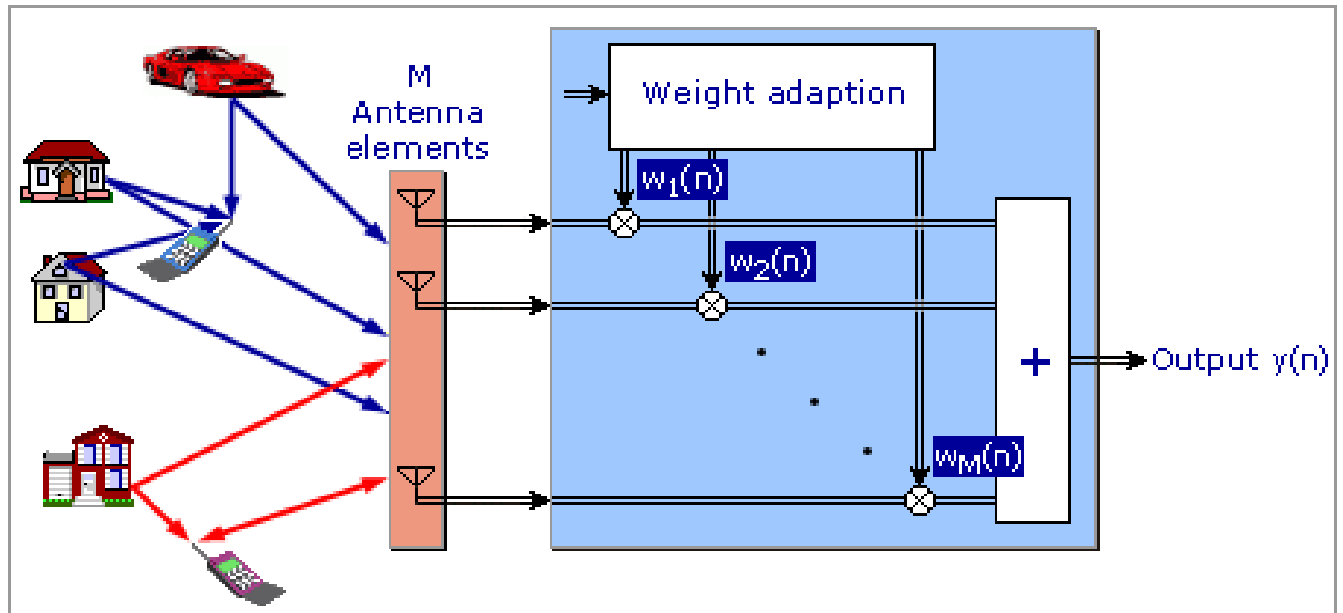 M
Antenna
elements
Weight adaption
w1(n)
w2(n)
wM(n)
+
Output y(n)